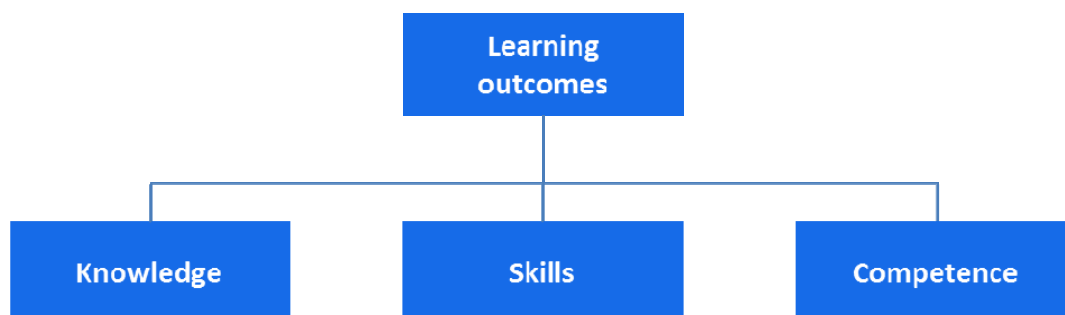 Learning
outcomes
Knowledge
Skills
Competence